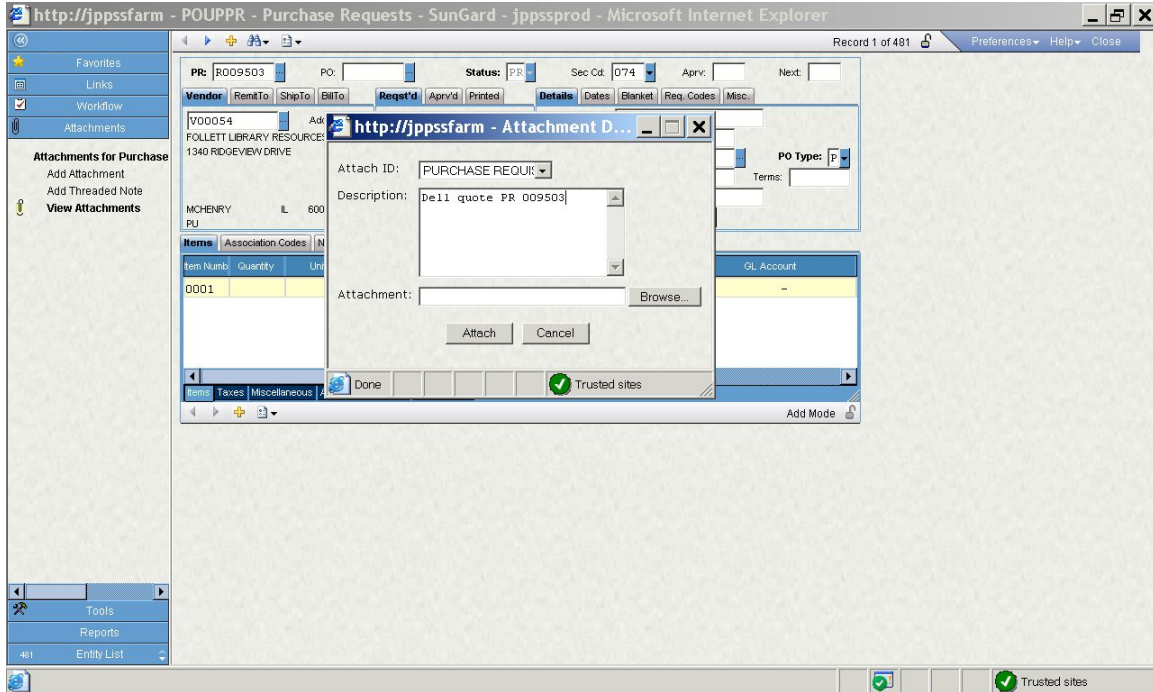 http://jppssfarm - POUPPR - Purchase Requests - SunGard - jppssprod - Microsoft Internet Explorer
Record 1 of 481
Preferences Help Close
Favorites
Links
Workflow
Attachments
Attachments for Purchase
Add Attachment
Add Threaded Note
View Attachments
PR: R009503 PO: Status: PR Sec Cd: 074 Aprv: Next:
Vendor RemitTo ShipTo BillTo Reqst'd Aprv'd Printed Details Dates Blanket Req. Codes Misc.
V00054
FOLLETT LIBRARY RESOURCES
1340 RIDGEVIEW DRIVE
PO Type: P
Terms:
MCHENRY IL 600
PU
Items Association Codes N
Item Numb Quantity Uni GL Account
0001 –
http://jppssfarm - Attachment D...
Attach ID: PURCHASE REQUIS
Description: Dell quote PR 009503
Attachment: Browse...
Attach Cancel
Done Trusted sites
Items Taxes Miscellaneous
Add Mode
Tools
Reports
481 Entity List
Trusted sites